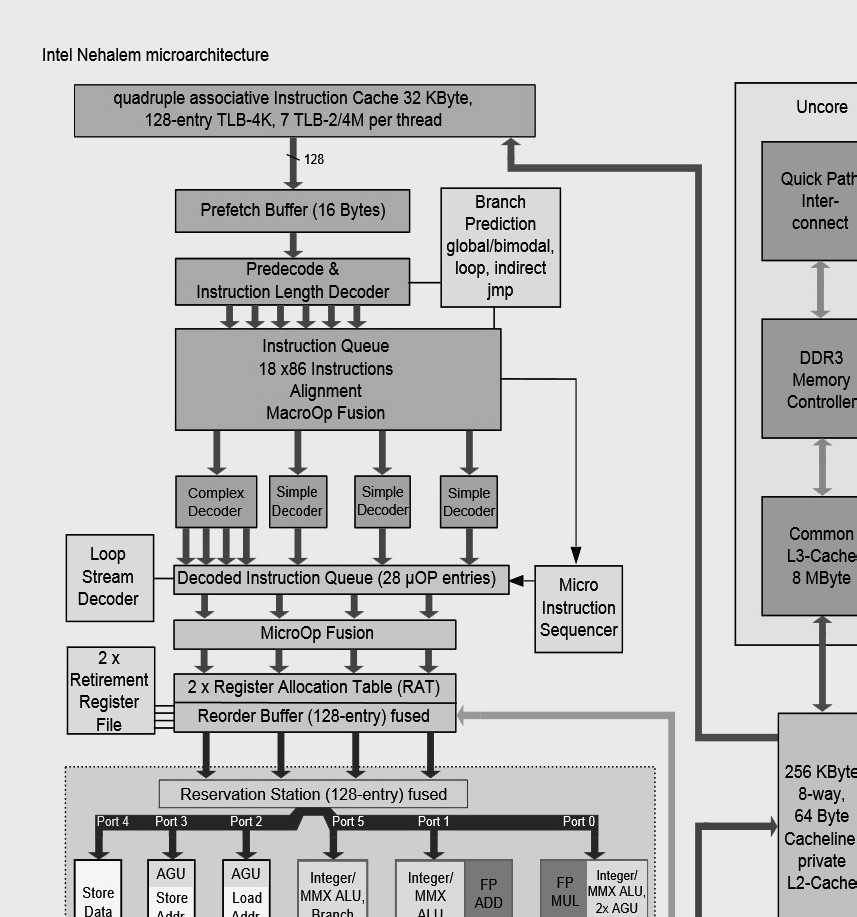 Intel Nehalem microarchitecture
quadruple associative Instruction Cache 32 KByte,
128-entry TLB-4K, 7 TLB-2/4M per thread
128
Prefetch Buffer (16 Bytes)
Branch
Prediction
global/bimodal,
loop, indirect
jmp
Predecode &
Instruction Length Decoder
Instruction Queue
18 x86 Instructions
Alignment
MacroOp Fusion
Complex
Decoder
Simple
Decoder
Simple
Decoder
Simple
Decoder
Loop
Stream
Decoder
Decoded Instruction Queue (28 µOP entries)
Micro
Instruction
Sequencer
MicroOp Fusion
2 x
Retirement
Register
File
2 x Register Allocation Table (RAT)
Reorder Buffer (128-entry) fused
Reservation Station (128-entry) fused
Port 4
Port 3
Port 2
Port 5
Port 1
Port 0
Store
Data
AGU
Store
Addr.
AGU
Load
Addr.
Integer/
MMX ALU,
Branch
Integer/
MMX
ALU
FP
ADD
FP
MUL
Integer/
MMX ALU,
2x AGU
Uncore
Quick Path
Inter-
connect
DDR3
Memory
Controller
Common
L3-Cache
8 MByte
256 KByte
8-way,
64 Byte
Cacheline
private
L2-Cache